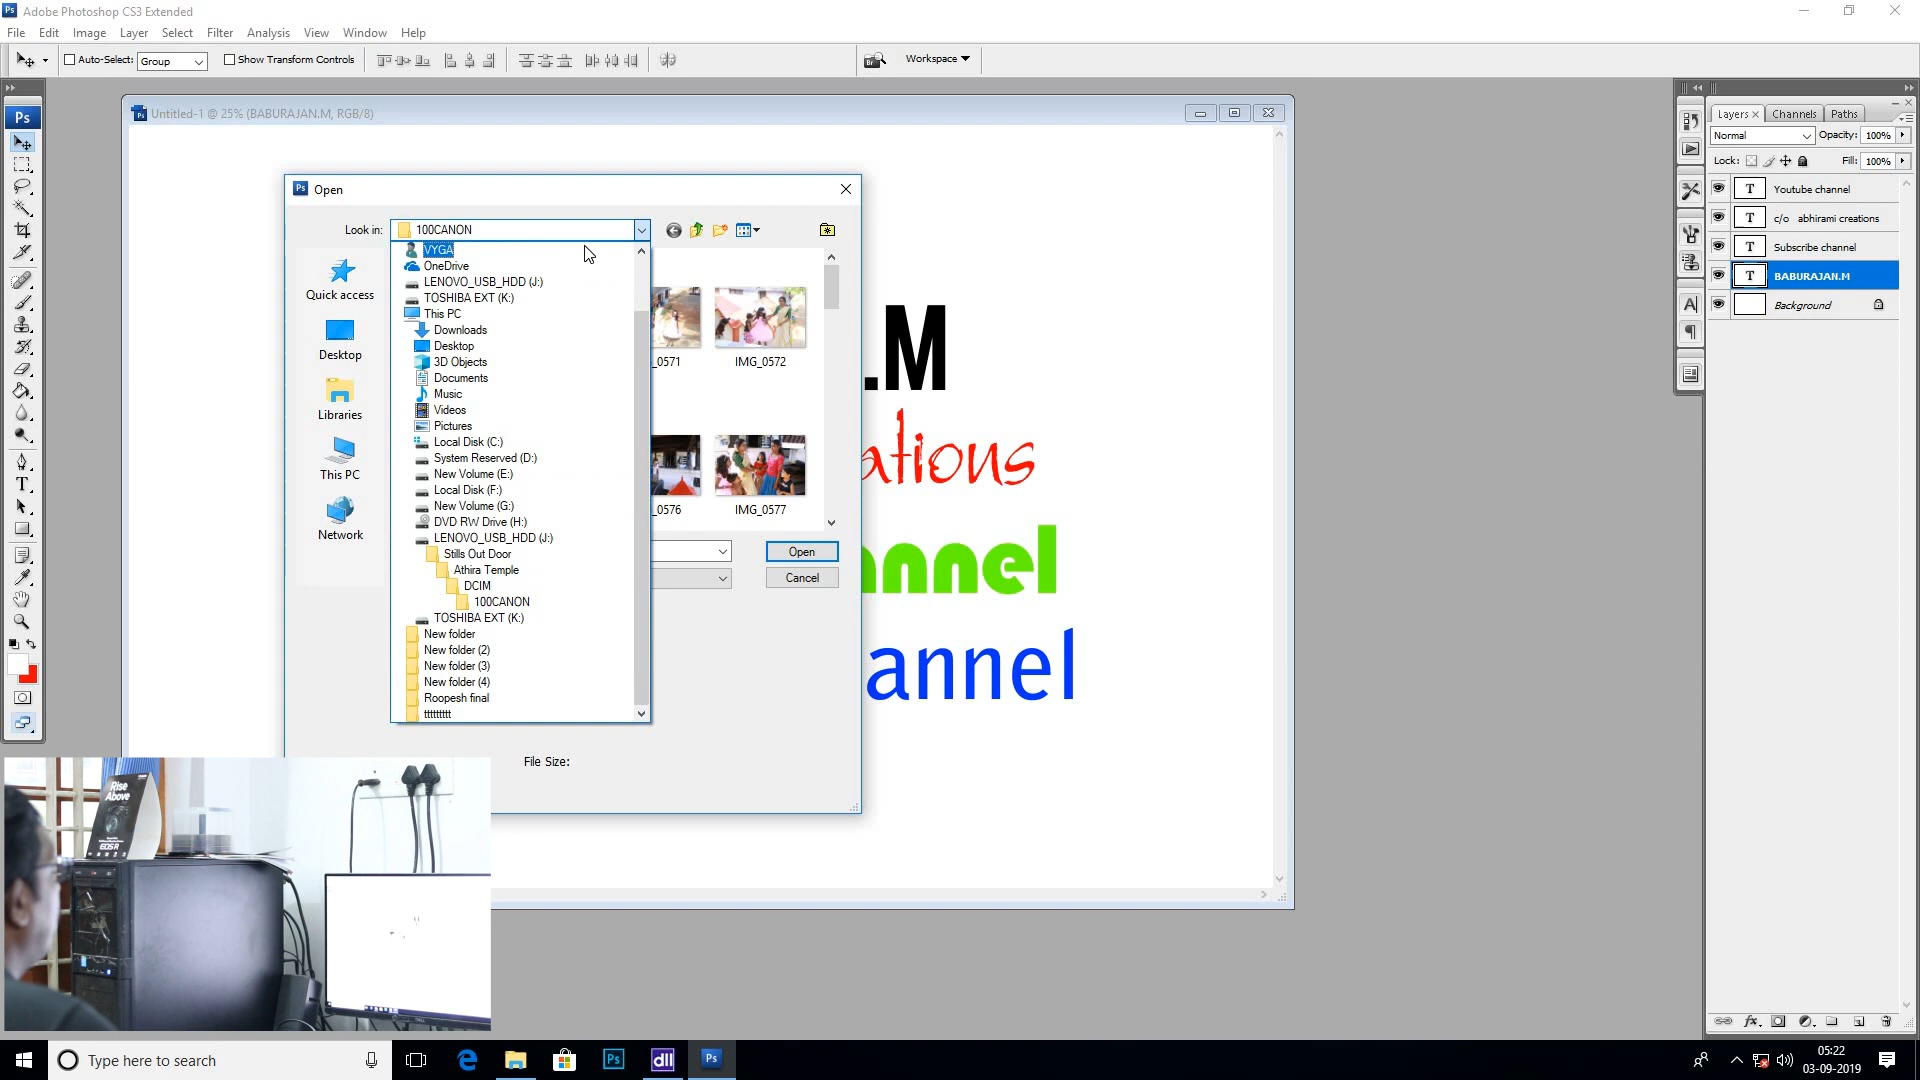 Adobe Photoshop CS3 Extended
File Edit Image Layer Select Filter Analysis View Window Help
Auto-Select: Group Show Transform Controls Workspace
Untitled-1 @ 25% (BABURAJAN.M, RGB/8)
Open
Look in: 100CANON
Quick access
Desktop
Libraries
This PC
Network
VYGA
OneDrive
LENOVO_USB_HDD (J:)
TOSHIBA EXT (K:)
This PC
Downloads
Desktop
3D Objects
Documents
Music
Videos
Pictures
Local Disk (C:)
System Reserved (D:)
New Volume (E:)
Local Disk (F:)
New Volume (G:)
DVD RW Drive (H:)
LENOVO_USB_HDD (J:)
Stills Out Door
Athira Temple
DCIM
100CANON
TOSHIBA EXT (K:)
New folder
New folder (2)
New folder (3)
New folder (4)
Roopesh final
ttttttttt
_0571 IMG_0572
_0576 IMG_0577
Open
Cancel
File Size:
.M
ations
nnel
annel
Layers Channels Paths
Normal Opacity: 100%
Lock: Fill: 100%
T Youtube channel
T c/o abhirami creations
T Subscribe channel
T BABURAJAN.M
Background
Rise
Above
EOS R
Type here to search
05:22
03-09-2019